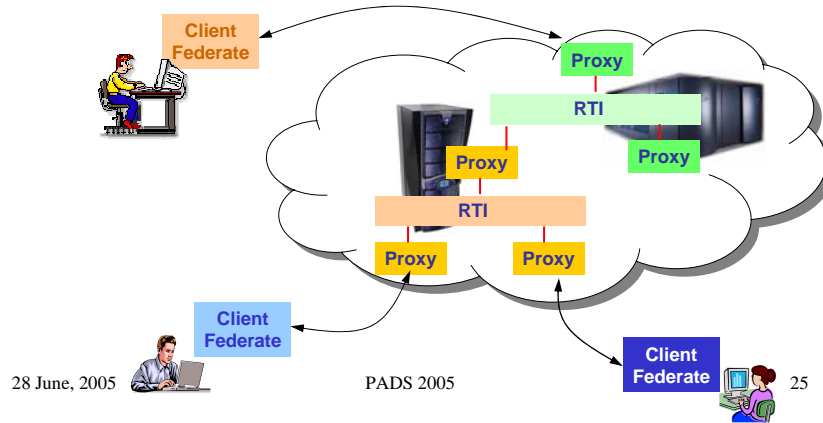 Client
Federate
Proxy
RTI
Proxy
Proxy
RTI
Proxy
Proxy
Client
Federate
Client
Federate
28 June, 2005
PADS 2005
25